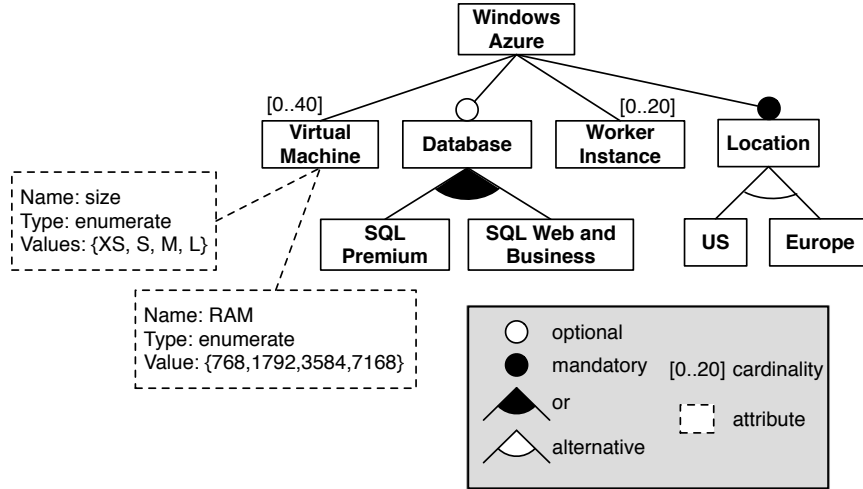 Windows
Azure
[0..40]
[0..20]
Virtual
Machine
Database
Worker
Instance
Location
Name: size
Type: enumerate
Values: {XS, S, M, L}
SQL
Premium
SQL Web and
Business
US
Europe
Name: RAM
Type: enumerate
Value: {768,1792,3584,7168}
optional
mandatory
[0..20] cardinality
or
attribute
alternative